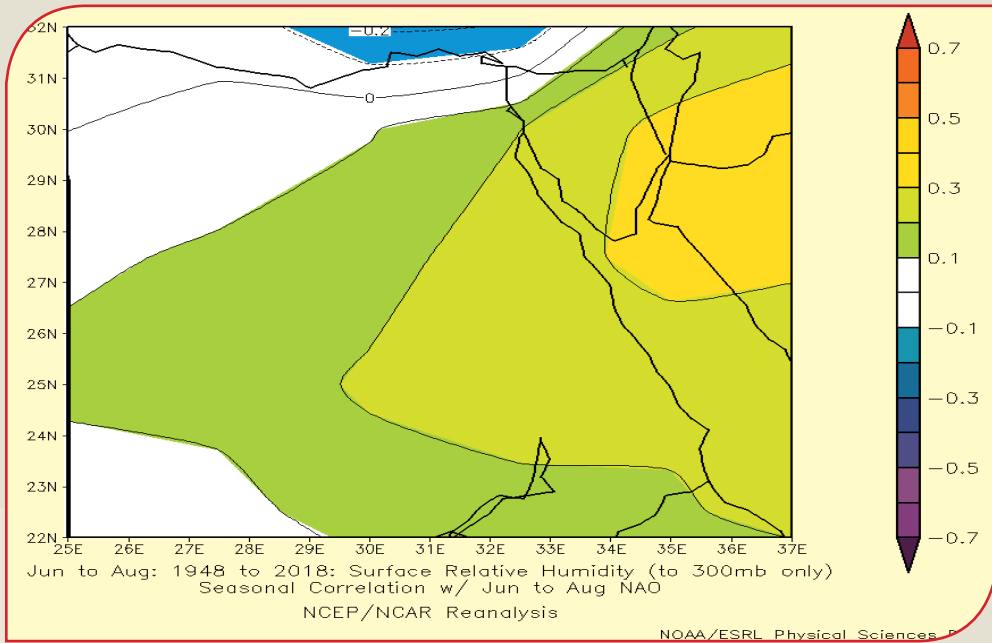 32N
31N
30N
29N
28N
27N
26N
25N
24N
23N
22N
−0.2
0
25E 26E 27E 28E 29E 30E 31E 32E 33E 34E 35E 36E 37E
0.7
0.5
0.3
0.1
−0.1
−0.3
−0.5
−0.7
Jun to Aug: 1948 to 2018: Surface Relative Humidity (to 300mb only)
Seasonal Correlation w/ Jun to Aug NAO
NCEP/NCAR Reanalysis
NOAA/ESRL Physical Sciences